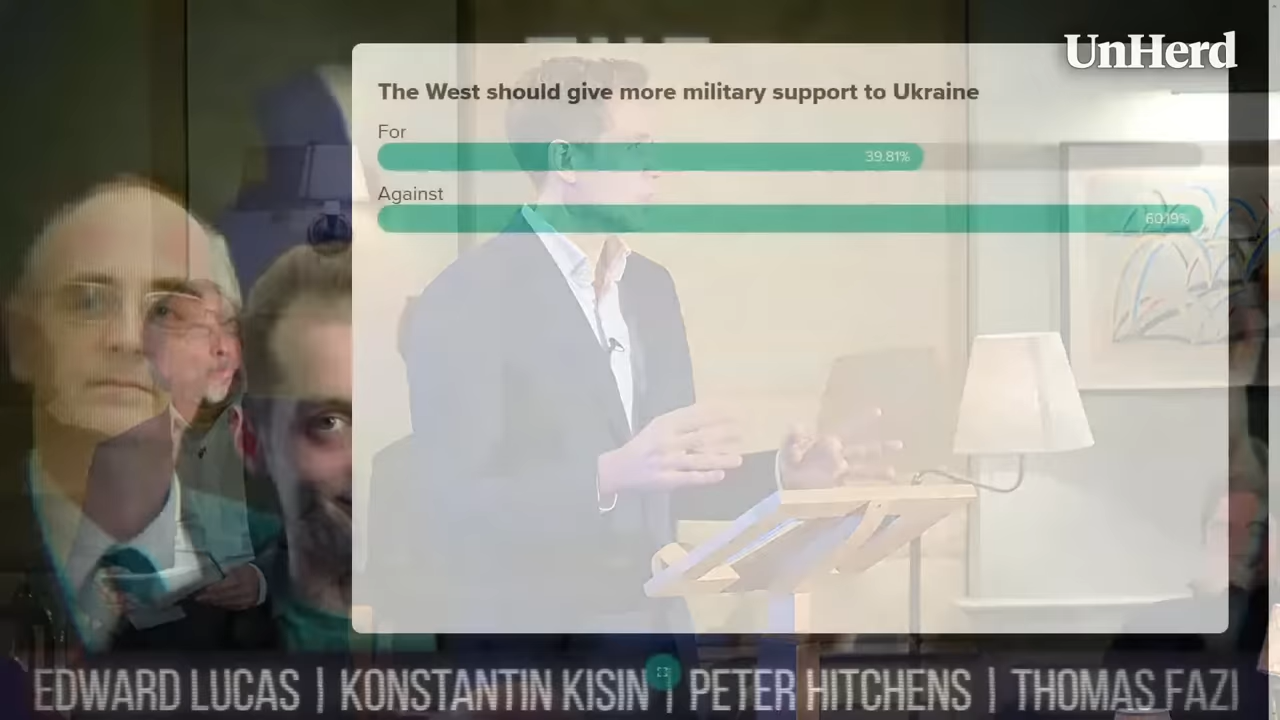 UnHerd
The West should give more military support to Ukraine
For
39.81%
Against
60.19%
EDWARD LUCAS | KONSTANTIN KISIN | PETER HITCHENS | THOMAS FAZI